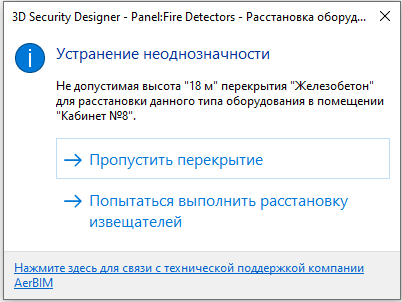 3D Security Designer - Panel:Fire Detectors - Расстановка оборуд...
Устранение неоднозначности
Не допустимая высота "18 м" перекрытия "Железобетон"
для расстановки данного типа оборудования в помещении
"Кабинет №8".
Пропустить перекрытие
Попытаться выполнить расстановку
извещателей
Нажмите здесь для связи с технической поддержкой компании
AerBIM